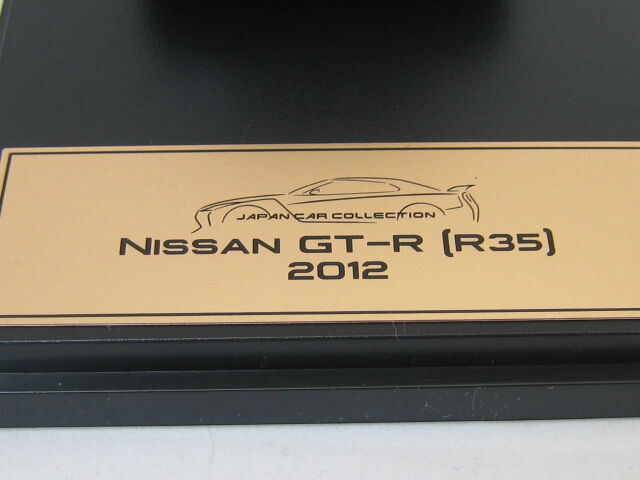 JAPAN CAR COLLECTION
NISSAN GT-R (R35)
2012